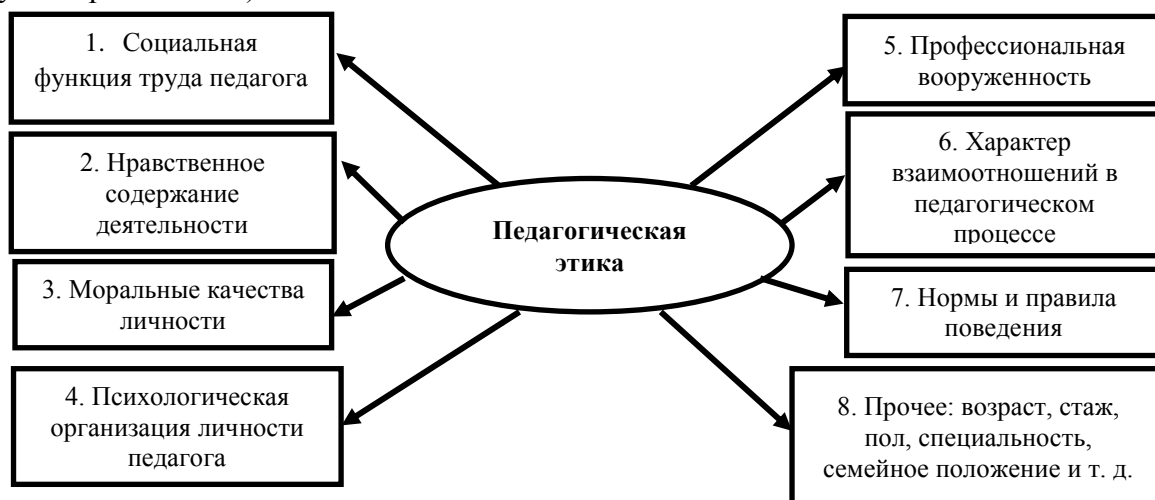 1. Социальная
функция труда педагога
2. Нравственное
содержание
деятельности
3. Моральные качества
личности
4. Психологическая
организация личности
педагога
Педагогическая
этика
5. Профессиональная
вооруженность
6. Характер
взаимоотношений в
педагогическом
процессе
7. Нормы и правила
поведения
8. Прочее: возраст, стаж,
пол, специальность,
семейное положение и т. д.